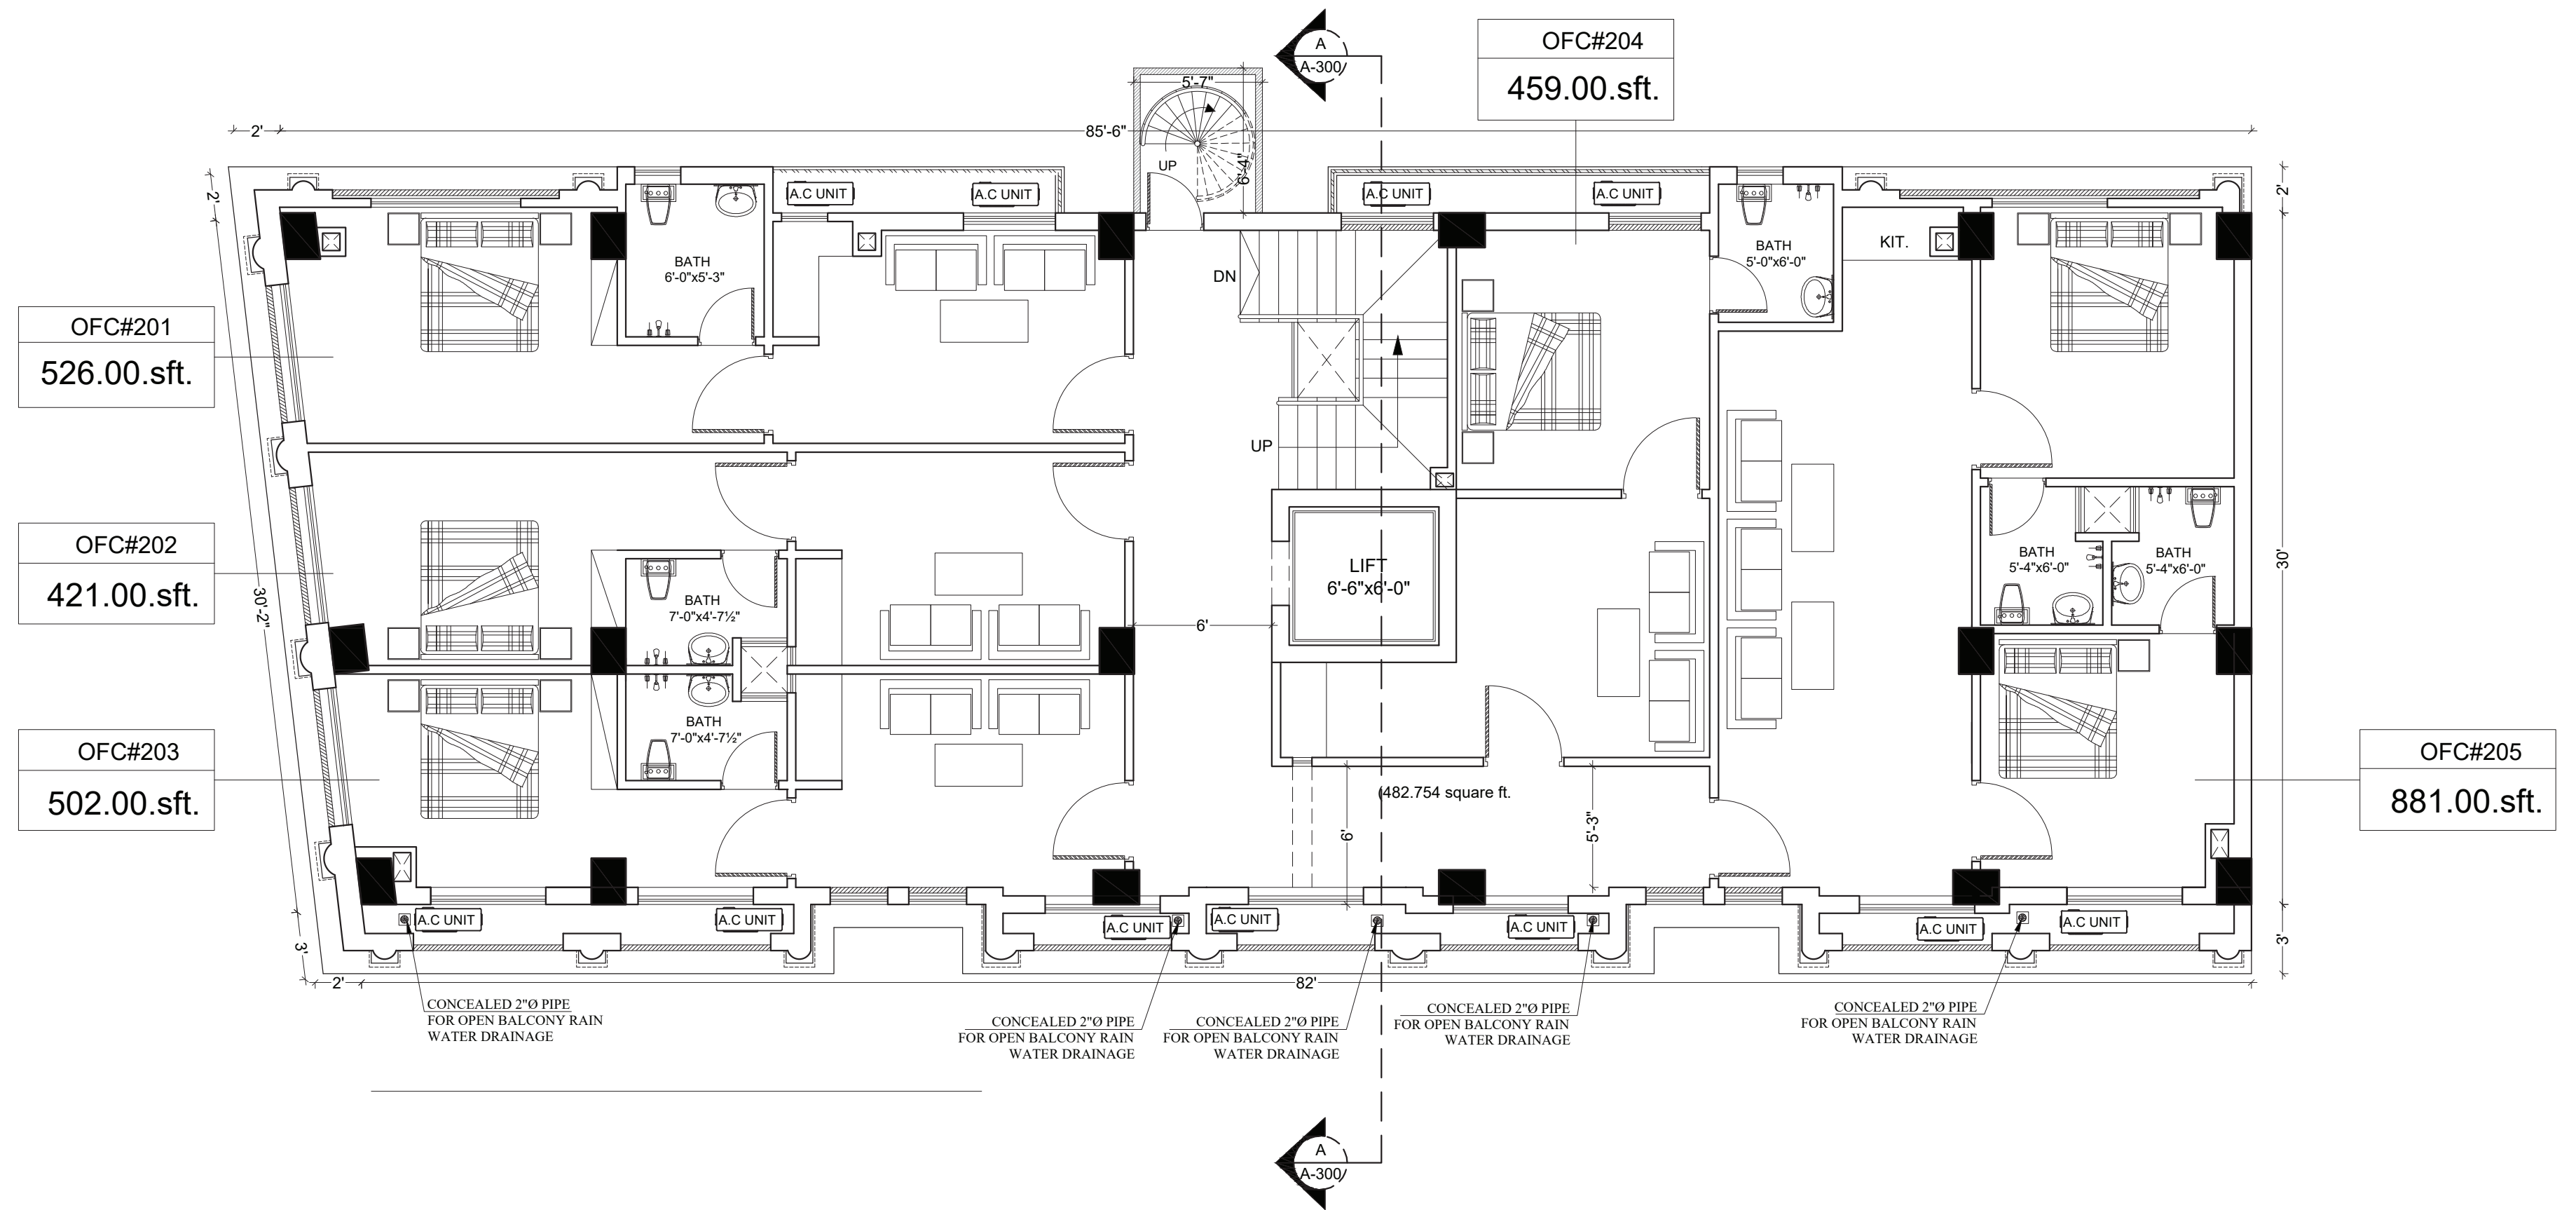 A
A-300
OFC#204
459.00.sft.
5'-7"
2'
85'-6"
6'-4"
UP
2'
2'
A.C UNIT
A.C UNIT
A.C UNIT
A.C UNIT
BATH
6'-0"x5'-3"
BATH
5'-0"x6'-0"
KIT.
DN
OFC#201
526.00.sft.
UP
OFC#202
421.00.sft.
30'-2"
LIFT
6'-6"x6'-0"
BATH
5'-4"x6'-0"
BATH
5'-4"x6'-0"
30'
BATH
7'-0"x4'-7½"
6'
BATH
7'-0"x4'-7½"
OFC#203
502.00.sft.
OFC#205
881.00.sft.
(482.754 square ft.
6'
5'-3"
A.C UNIT
A.C UNIT
A.C UNIT
A.C UNIT
A.C UNIT
A.C UNIT
A.C UNIT
3'
3'
2'
82'
CONCEALED 2"Ø PIPE
FOR OPEN BALCONY RAIN
WATER DRAINAGE
CONCEALED 2"Ø PIPE
FOR OPEN BALCONY RAIN
WATER DRAINAGE
CONCEALED 2"Ø PIPE
FOR OPEN BALCONY RAIN
WATER DRAINAGE
CONCEALED 2"Ø PIPE
FOR OPEN BALCONY RAIN
WATER DRAINAGE
CONCEALED 2"Ø PIPE
FOR OPEN BALCONY RAIN
WATER DRAINAGE
A
A-300